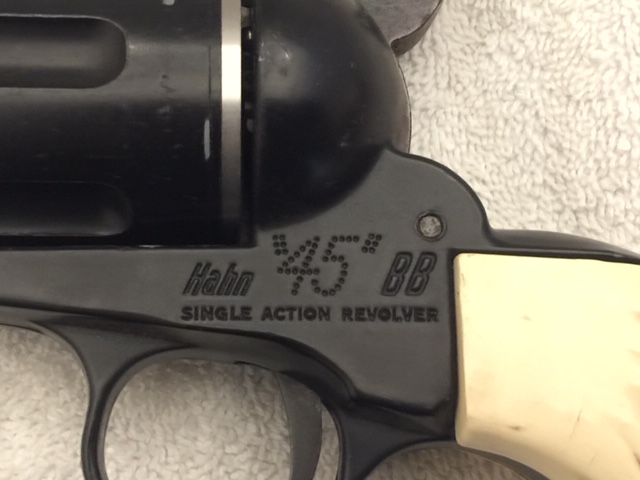 Hahn "45" BB
SINGLE ACTION REVOLVER